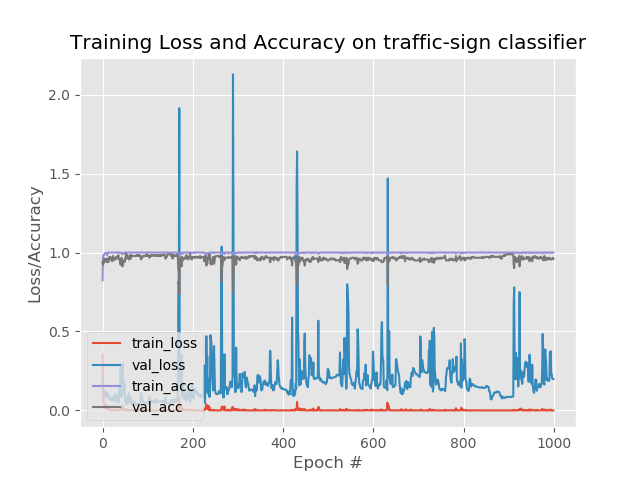 Training Loss and Accuracy on traffic-sign classifier
Loss/Accuracy
2.0
1.5
1.0
0.5
0.0
train_loss
val_loss
train_acc
val_acc
0 200 400 600 800 1000
Epoch #